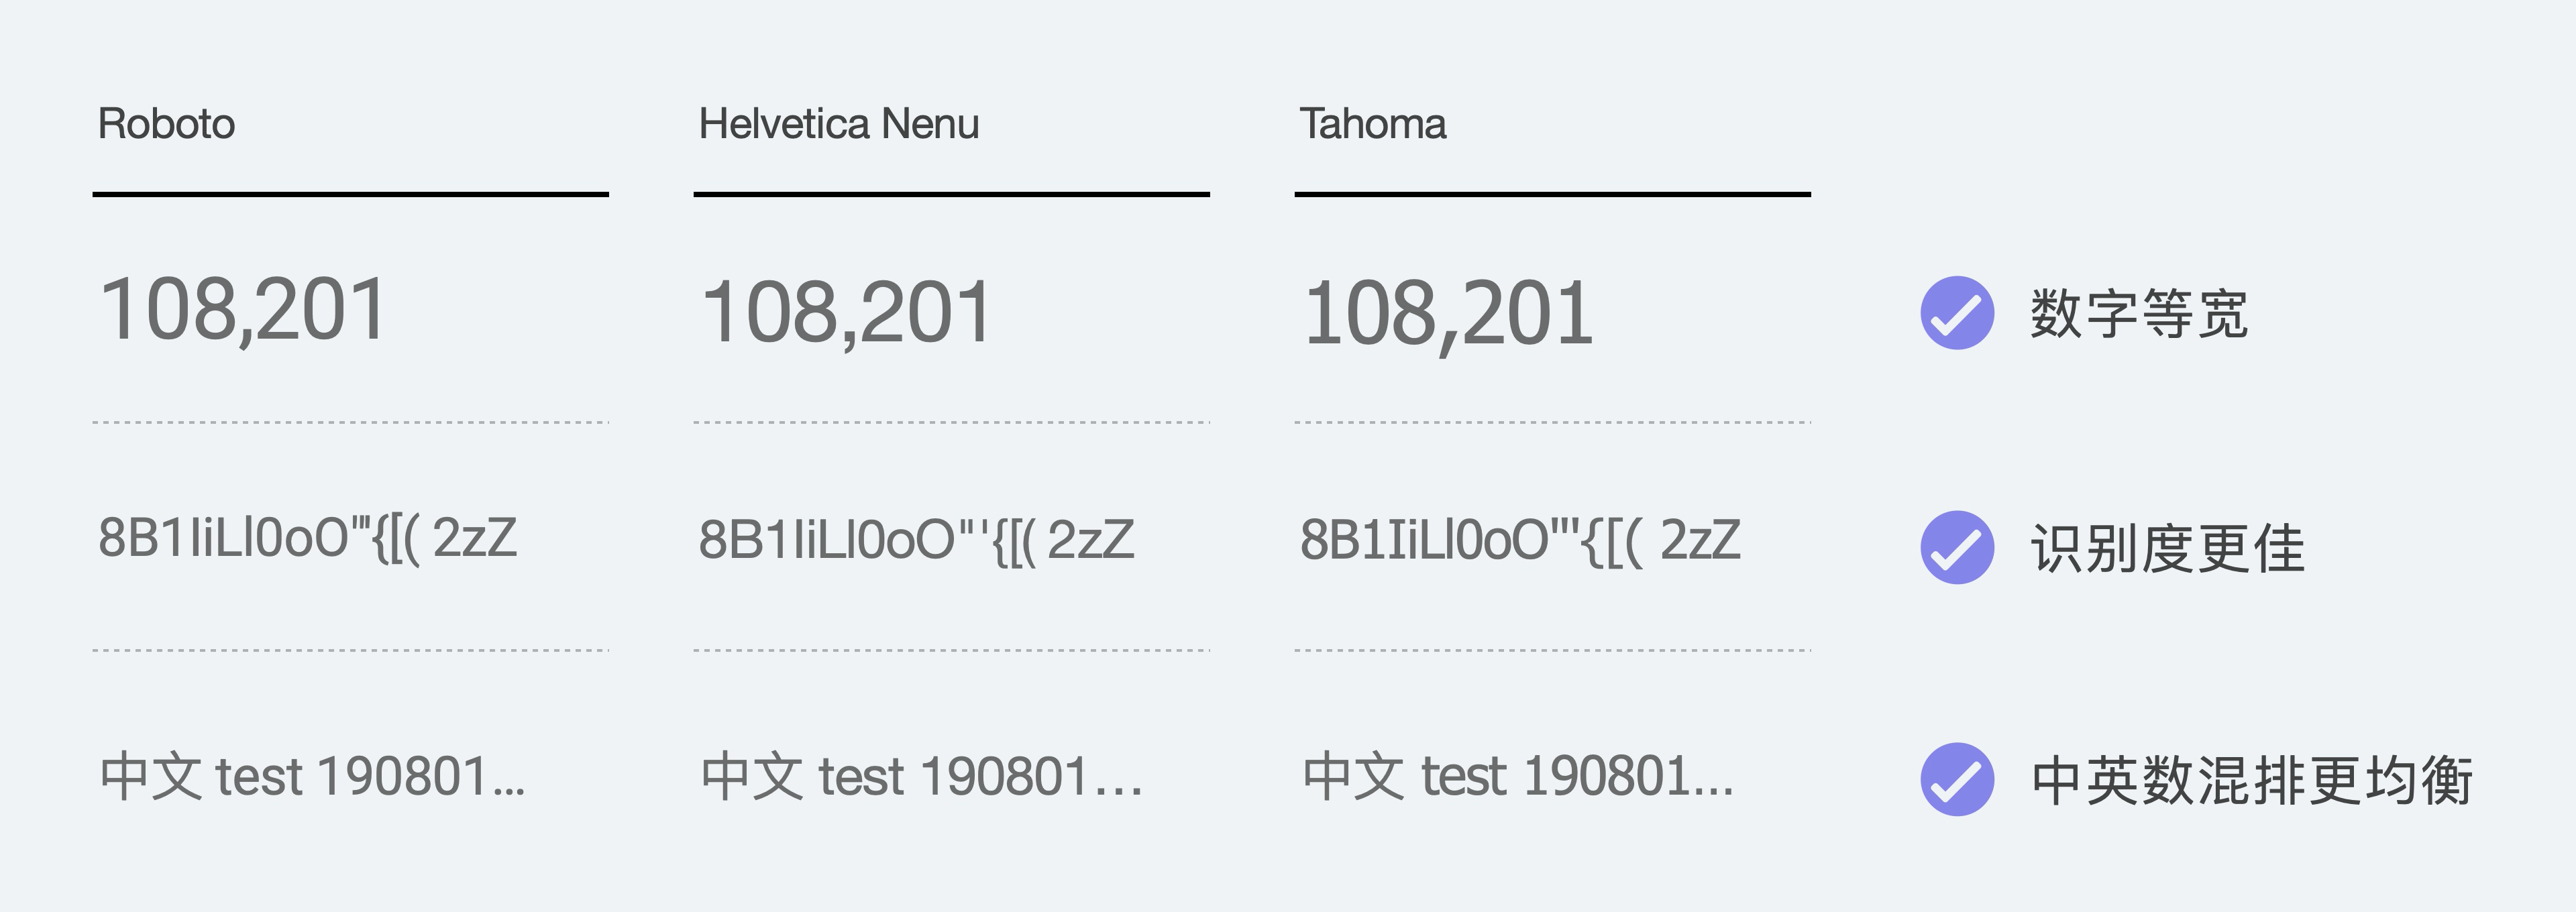 Roboto Helvetica Nenu Tahoma
108,201 108,201 108,201 数字等宽
8B1IiLl0oO"'{[( 2zZ 8B1IiLl0oO"'{[( 2zZ 8B1IiLl0oO"'{[( 2zZ 识别度更佳
中文 test 190801... 中文 test 190801... 中文 test 190801... 中英数混排更均衡